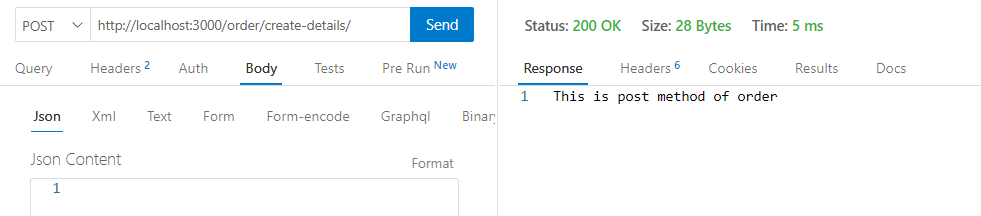 POST http://localhost:3000/order/create-details/ Send
Query Headers 2 Auth Body Tests Pre Run New
Json Xml Text Form Form-encode Graphql Binar
Json Content Format
1
Status: 200 OK Size: 28 Bytes Time: 5 ms
Response Headers 6 Cookies Results Docs
1 This is post method of order